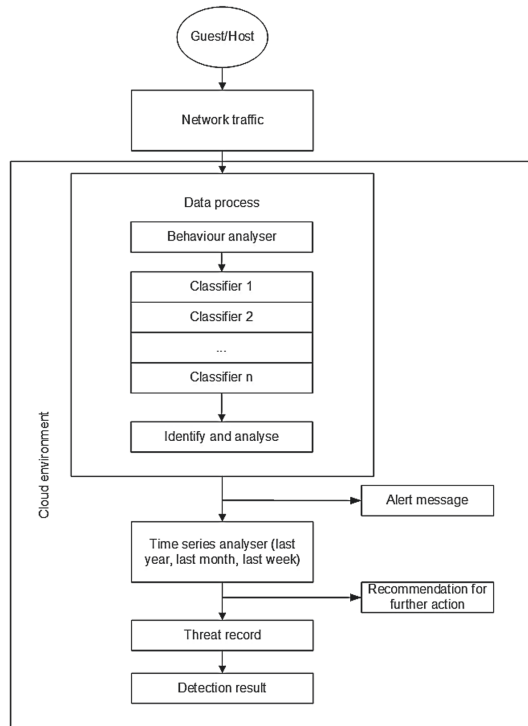 Guest/Host
Network traffic
Data process
Behaviour analyser
Classifier 1
Classifier 2
...
Classifier n
Identify and analyse
Cloud environment
Alert message
Time series analyser (last
year, last month, last week)
Recommendation for
further action
Threat record
Detection result